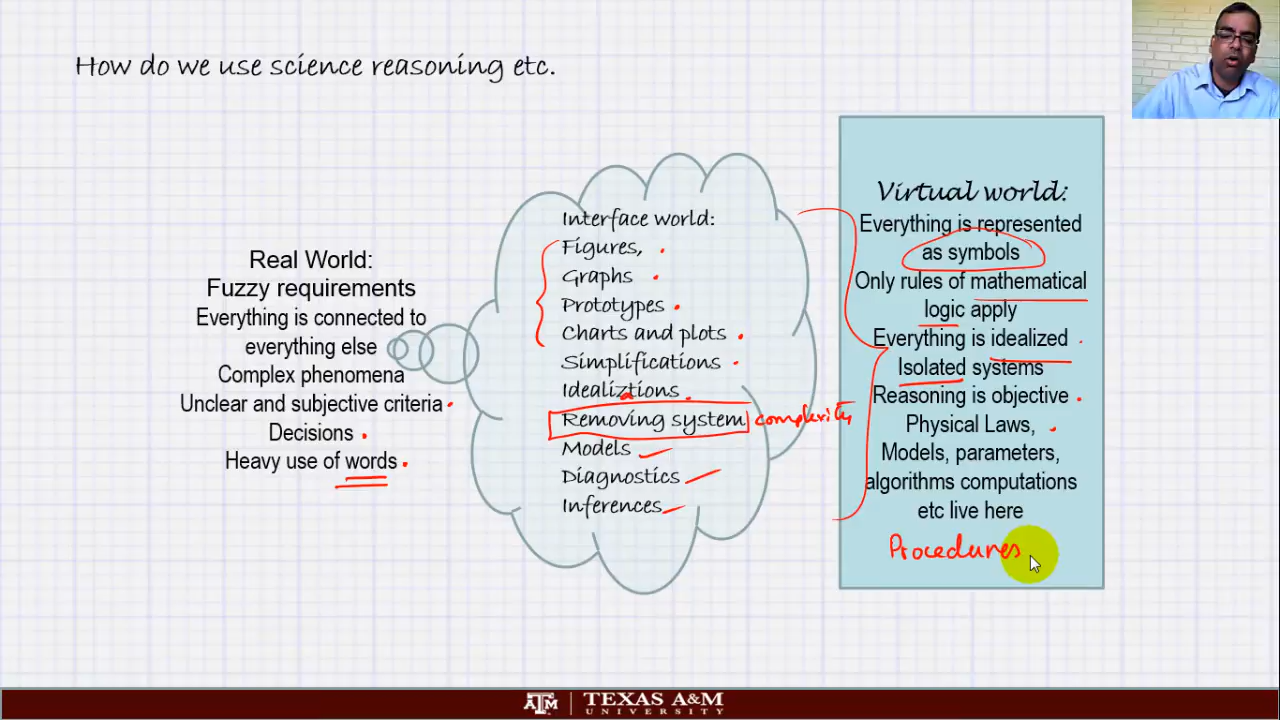 How do we use science reasoning etc.
Real World:
Fuzzy requirements
Everything is connected to
everything else
Complex phenomena
Unclear and subjective criteria
Decisions
Heavy use of words
Interface world:
Figures,
Graphs
Prototypes
Charts and plots
Simplifications
Idealiztions
a
Removing system complexity
Models
Diagnostics
Inferences
Virtual world:
Everything is represented
as symbols
Only rules of mathematical
logic apply
Everything is idealized
Isolated systems
Reasoning is objective
Physical Laws,
Models, parameters,
algorithms computations
etc live here
Procedures
ATM | TEXAS A&M
UNIVERSITY